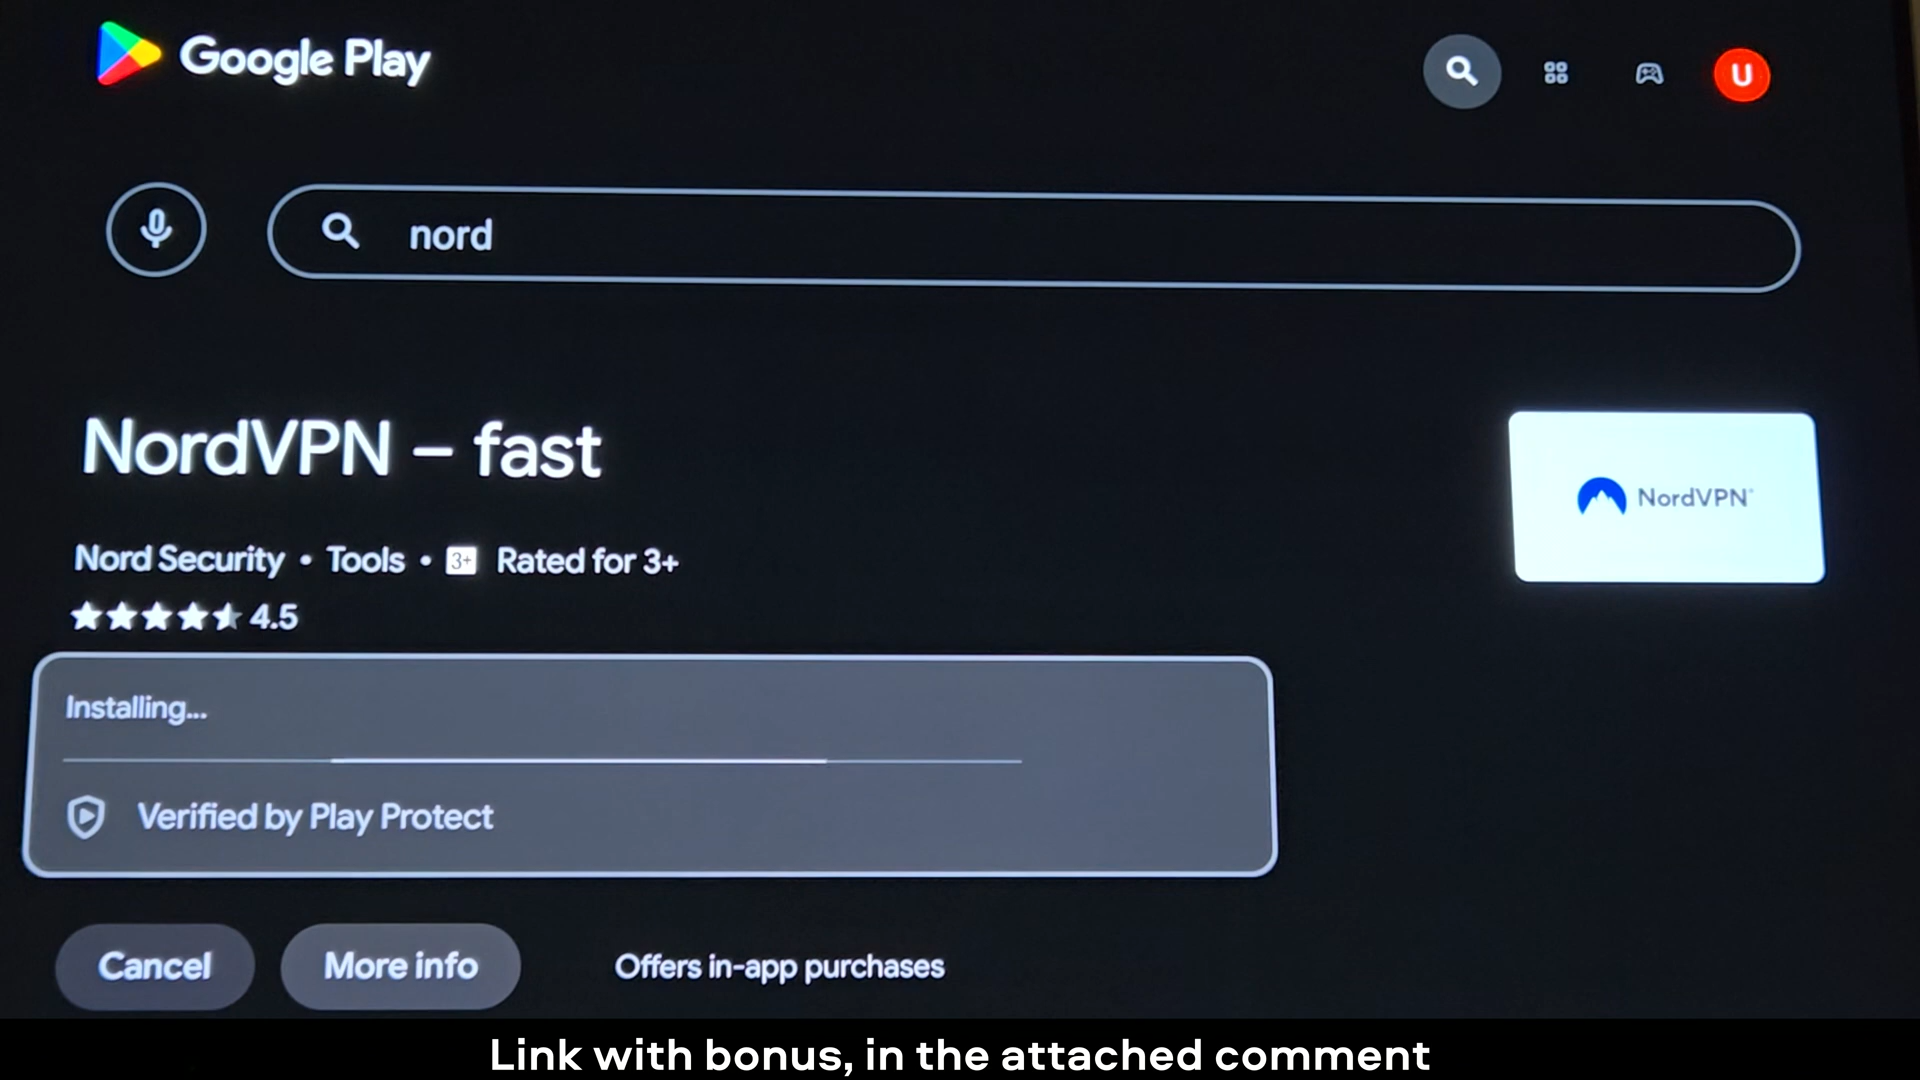 Google Play
U
nord
NordVPN – fast
NordVPN®
Nord Security • Tools • 3+ Rated for 3+
4.5
Installing...
Verified by Play Protect
Cancel
More info
Offers in-app purchases
Link with bonus, in the attached comment